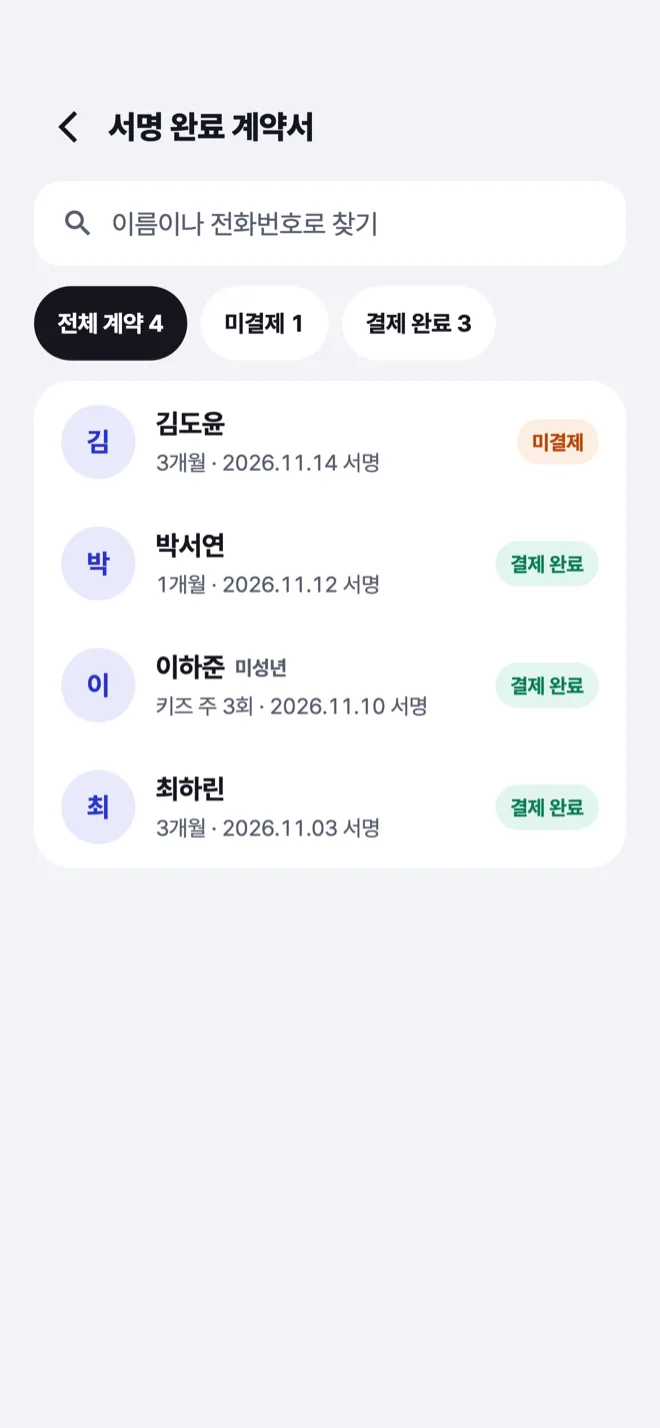 서명 완료 계약서
이름이나 전화번호로 찾기
전체 계약 4 미결제 1 결제 완료 3
김 김도윤 미결제
3개월 · 2026.11.14 서명
박 박서연 결제 완료
1개월 · 2026.11.12 서명
이 이하준 미성년 결제 완료
키즈 주 3회 · 2026.11.10 서명
최 최하린 결제 완료
3개월 · 2026.11.03 서명